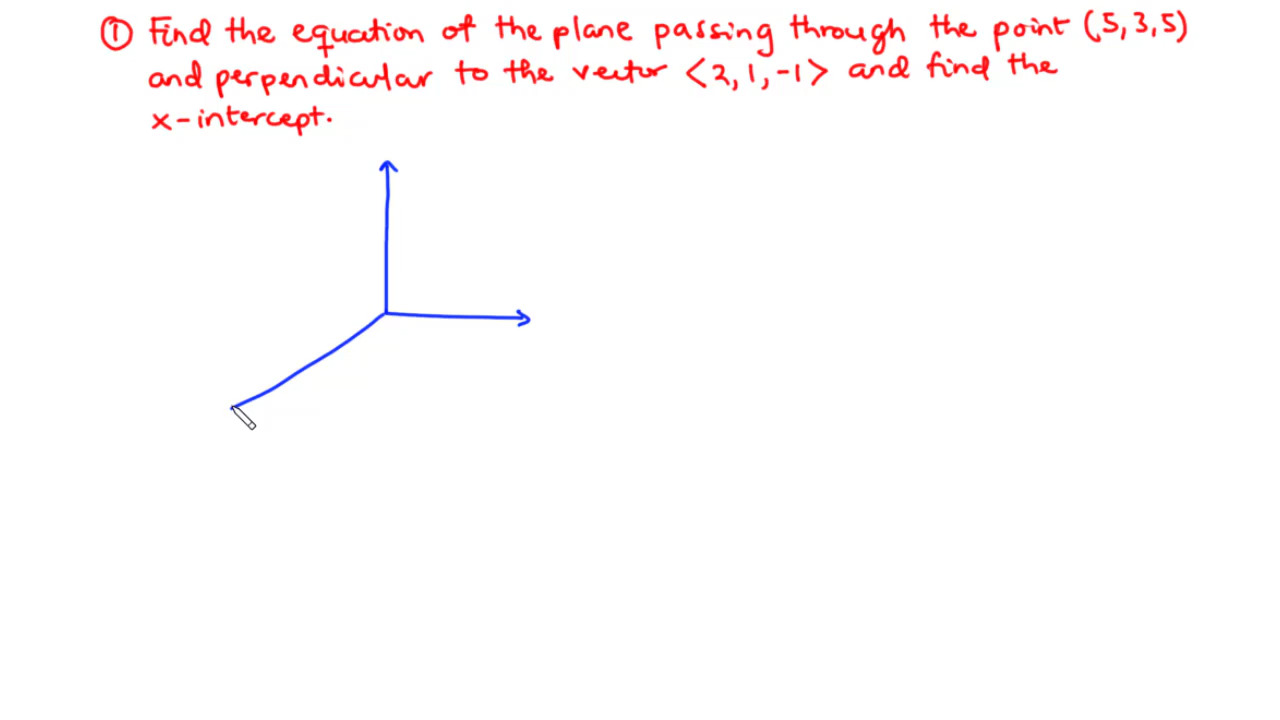 ① Find the equation of the plane passing through the point (5,3,5)
and perpendicular to the vector <2,1,-1> and find the
x-intercept.